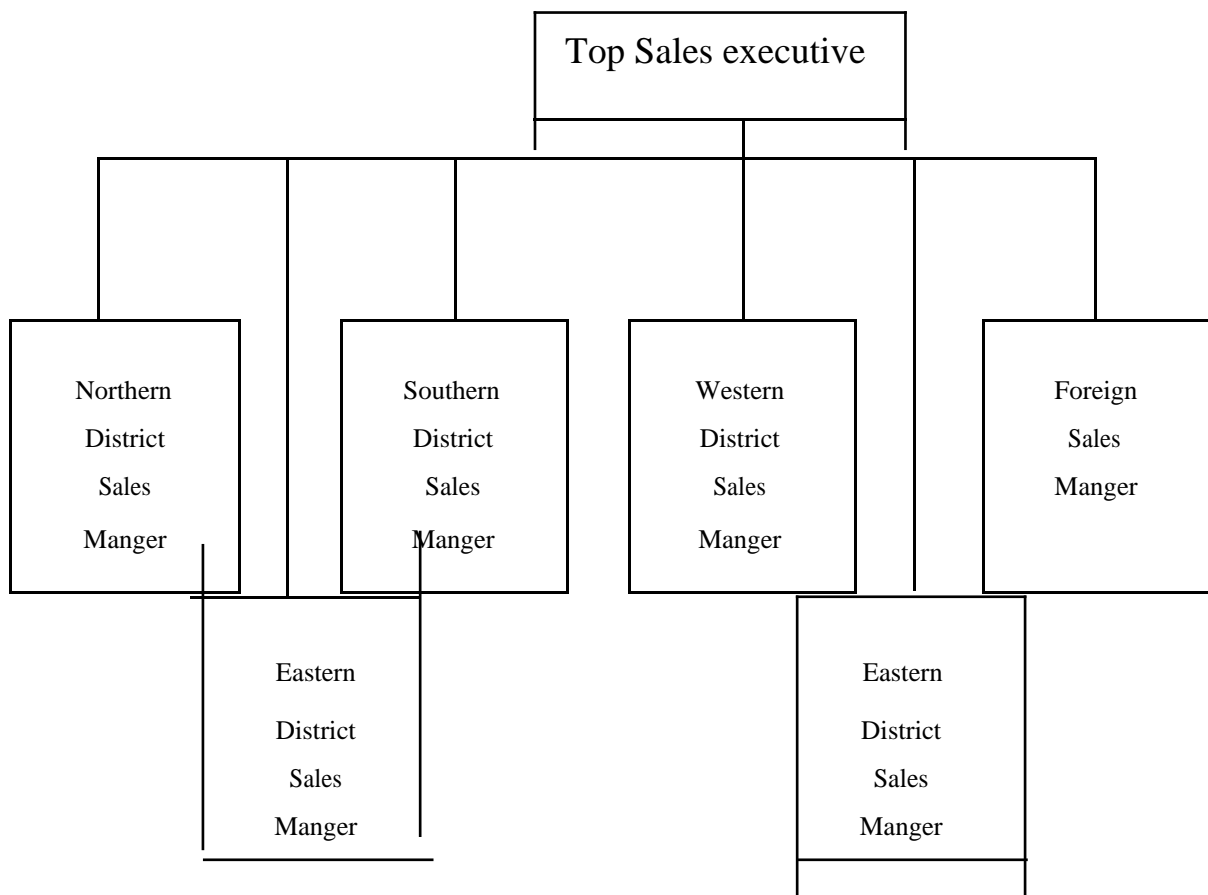 Top Sales executive
Northern
District
Sales
Manger
Southern
District
Sales
Manger
Western
District
Sales
Manger
Foreign
Sales
Manger
Eastern
District
Sales
Manger
Eastern
District
Sales
Manger